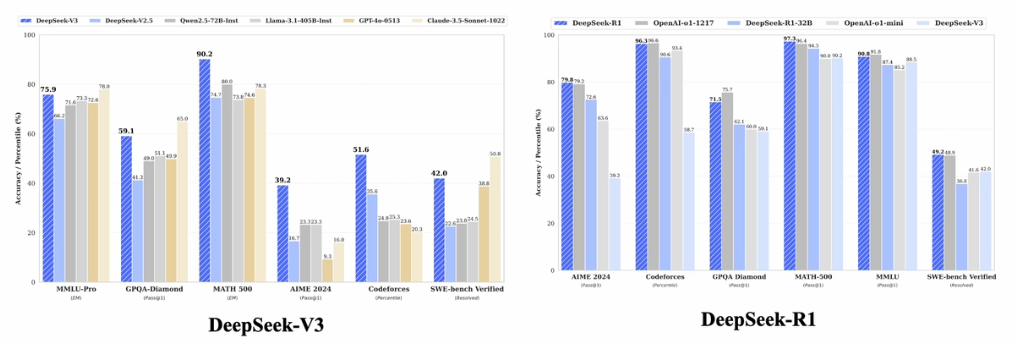 DeepSeek-V3 DeepSeek-V2.5 Qwen2.5-72B-Inst Llama-3.1-405B-Inst GPT-4o-0513 Claude-3.5-Sonnet-1022
Accuracy / Percentile (%)
100
80
60
40
20
0
75.9 66.2 71.6 73.3 72.6 78.0
59.1 41.3 49.0 51.1 49.9 65.0
90.2 74.7 80.0 73.8 74.6 78.3
39.2 16.7 23.3 23.3 9.3 16.0
51.6 35.6 24.8 25.3 23.6 20.3
42.0 22.6 23.8 24.5 38.8 50.8
MMLU-Pro GPQA-Diamond MATH 500 AIME 2024 Codeforces SWE-bench Verified
(EM) (Pass@1) (EM) (Pass@1) (Percentile) (Resolved)
DeepSeek-V3
DeepSeek-R1 OpenAI-o1-1217 DeepSeek-R1-32B OpenAI-o1-mini DeepSeek-V3
Accuracy / Percentile (%)
100
80
60
40
20
0
79.8 79.2 72.6 63.6 39.2
96.3 96.6 90.6 93.4 58.7
71.5 75.7 62.1 60.0 59.1
97.3 96.4 94.3 90.0 90.2
90.8 91.8 87.4 85.2 88.5
49.2 48.9 36.8 41.6 42.0
AIME 2024 Codeforces GPQA Diamond MATH-500 MMLU SWE-bench Verified
(Pass@1) (Percentile) (Pass@1) (Pass@1) (Pass@1) (Resolved)
DeepSeek-R1